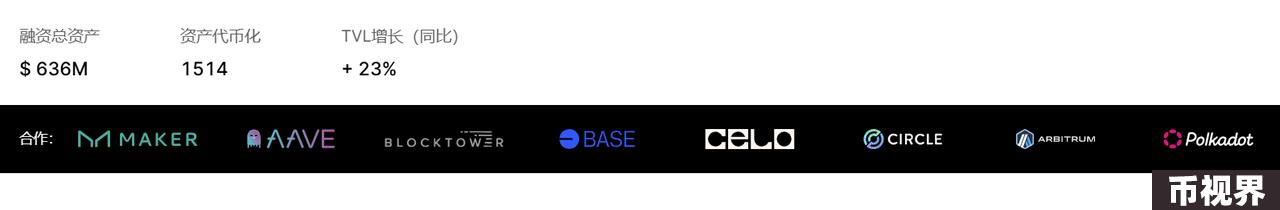 融资总资产 资产代币化 TVL增长（同比）
$ 636M 1514 + 23%
合作: MAKER AAVE BLOCKTOWER BASE CELO CIRCLE ARBITRUM Polkadot
币视界